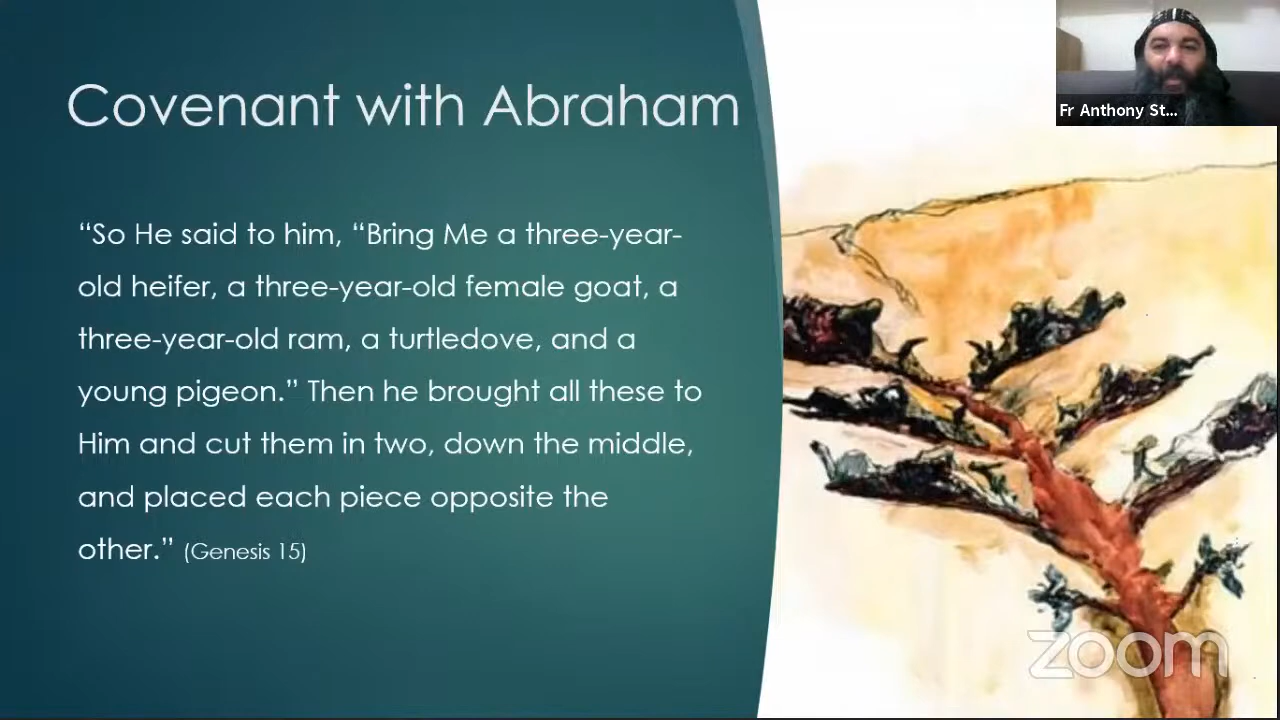 Covenant with Abraham
“So He said to him, “Bring Me a three-year-
old heifer, a three-year-old female goat, a
three-year-old ram, a turtledove, and a
young pigeon.” Then he brought all these to
Him and cut them in two, down the middle,
and placed each piece opposite the
other.” (Genesis 15)
Fr Anthony St...
zoom